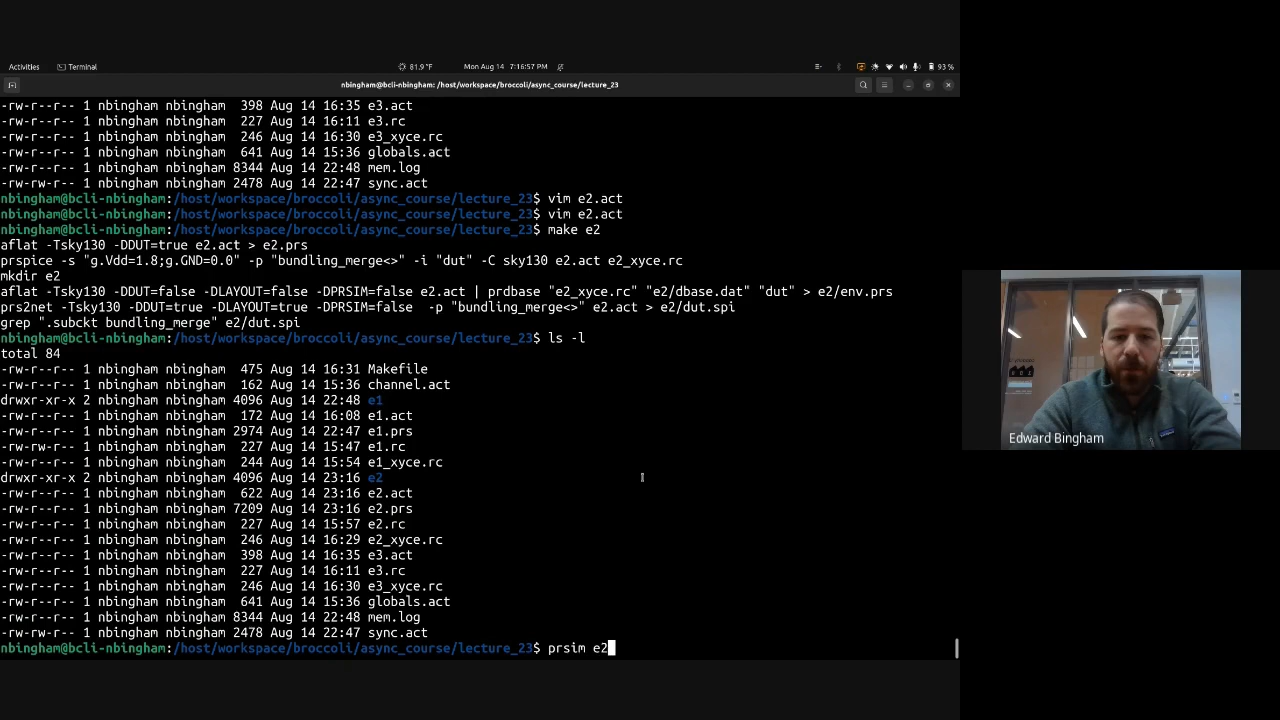 Activities Terminal 81.9 °F Mon Aug 14 7:16:57 PM 93 %
nbingham@bcli-nbingham: /host/workspace/broccoli/async_course/lecture_23
-rw-r--r-- 1 nbingham nbingham 398 Aug 14 16:35 e3.act
-rw-r--r-- 1 nbingham nbingham 227 Aug 14 16:11 e3.rc
-rw-r--r-- 1 nbingham nbingham 246 Aug 14 16:30 e3_xyce.rc
-rw-r--r-- 1 nbingham nbingham 641 Aug 14 15:36 globals.act
-rw-r--r-- 1 nbingham nbingham 8344 Aug 14 22:48 mem.log
-rw-rw-r-- 1 nbingham nbingham 2478 Aug 14 22:47 sync.act
nbingham@bcli-nbingham:/host/workspace/broccoli/async_course/lecture_23$ vim e2.act
nbingham@bcli-nbingham:/host/workspace/broccoli/async_course/lecture_23$ vim e2.act
nbingham@bcli-nbingham:/host/workspace/broccoli/async_course/lecture_23$ make e2
aflat -Tsky130 -DDUT=true e2.act > e2.prs
prspice -s "g.Vdd=1.8;g.GND=0.0" -p "bundling_merge<>" -i "dut" -C sky130 e2.act e2_xyce.rc
mkdir e2
aflat -Tsky130 -DDUT=false -DLAYOUT=false -DPRSIM=false e2.act | prdbase "e2_xyce.rc" "e2/dbase.dat" "dut" > e2/env.prs
prs2net -Tsky130 -DDUT=true -DLAYOUT=true -DPRSIM=false -p "bundling_merge<>" e2.act > e2/dut.spi
grep ".subckt bundling_merge" e2/dut.spi
nbingham@bcli-nbingham:/host/workspace/broccoli/async_course/lecture_23$ ls -l
total 84
-rw-r--r-- 1 nbingham nbingham 475 Aug 14 16:31 Makefile
-rw-r--r-- 1 nbingham nbingham 162 Aug 14 15:36 channel.act
drwxr-xr-x 2 nbingham nbingham 4096 Aug 14 22:48 e1
-rw-r--r-- 1 nbingham nbingham 172 Aug 14 16:08 e1.act
-rw-r--r-- 1 nbingham nbingham 2974 Aug 14 22:47 e1.prs
-rw-rw-r-- 1 nbingham nbingham 227 Aug 14 15:47 e1.rc
-rw-r--r-- 1 nbingham nbingham 244 Aug 14 15:54 e1_xyce.rc
drwxr-xr-x 2 nbingham nbingham 4096 Aug 14 23:16 e2
-rw-r--r-- 1 nbingham nbingham 622 Aug 14 23:16 e2.act
-rw-r--r-- 1 nbingham nbingham 7209 Aug 14 23:16 e2.prs
-rw-r--r-- 1 nbingham nbingham 227 Aug 14 15:57 e2.rc
-rw-r--r-- 1 nbingham nbingham 246 Aug 14 16:29 e2_xyce.rc
-rw-r--r-- 1 nbingham nbingham 398 Aug 14 16:35 e3.act
-rw-r--r-- 1 nbingham nbingham 227 Aug 14 16:11 e3.rc
-rw-r--r-- 1 nbingham nbingham 246 Aug 14 16:30 e3_xyce.rc
-rw-r--r-- 1 nbingham nbingham 641 Aug 14 15:36 globals.act
-rw-r--r-- 1 nbingham nbingham 8344 Aug 14 22:48 mem.log
-rw-rw-r-- 1 nbingham nbingham 2478 Aug 14 22:47 sync.act
nbingham@bcli-nbingham:/host/workspace/broccoli/async_course/lecture_23$ prsim e2
Edward Bingham